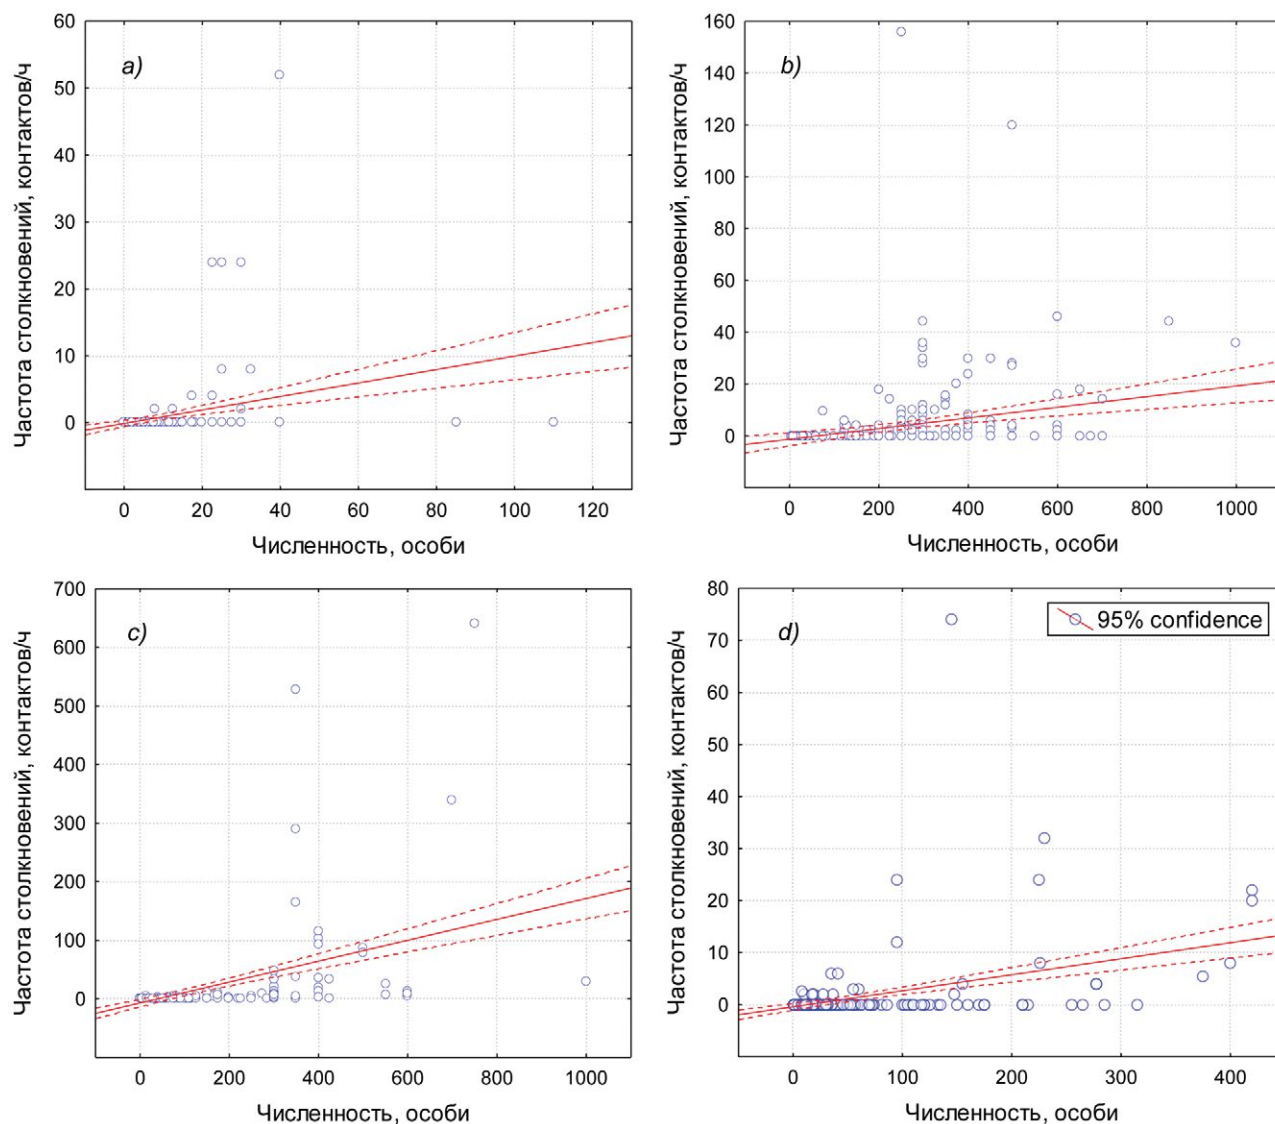 a)
Частота столкновений, контактов/ч
60
50
40
30
20
10
0
0 20 40 60 80 100 120
Численность, особи
b)
Частота столкновений, контактов/ч
160
140
120
100
80
60
40
20
0
0 200 400 600 800 1000
Численность, особи
c)
Частота столкновений, контактов/ч
700
600
500
400
300
200
100
0
0 200 400 600 800 1000
Численность, особи
d)
95% confidence
Частота столкновений, контактов/ч
80
70
60
50
40
30
20
10
0
0 100 200 300 400
Численность, особи